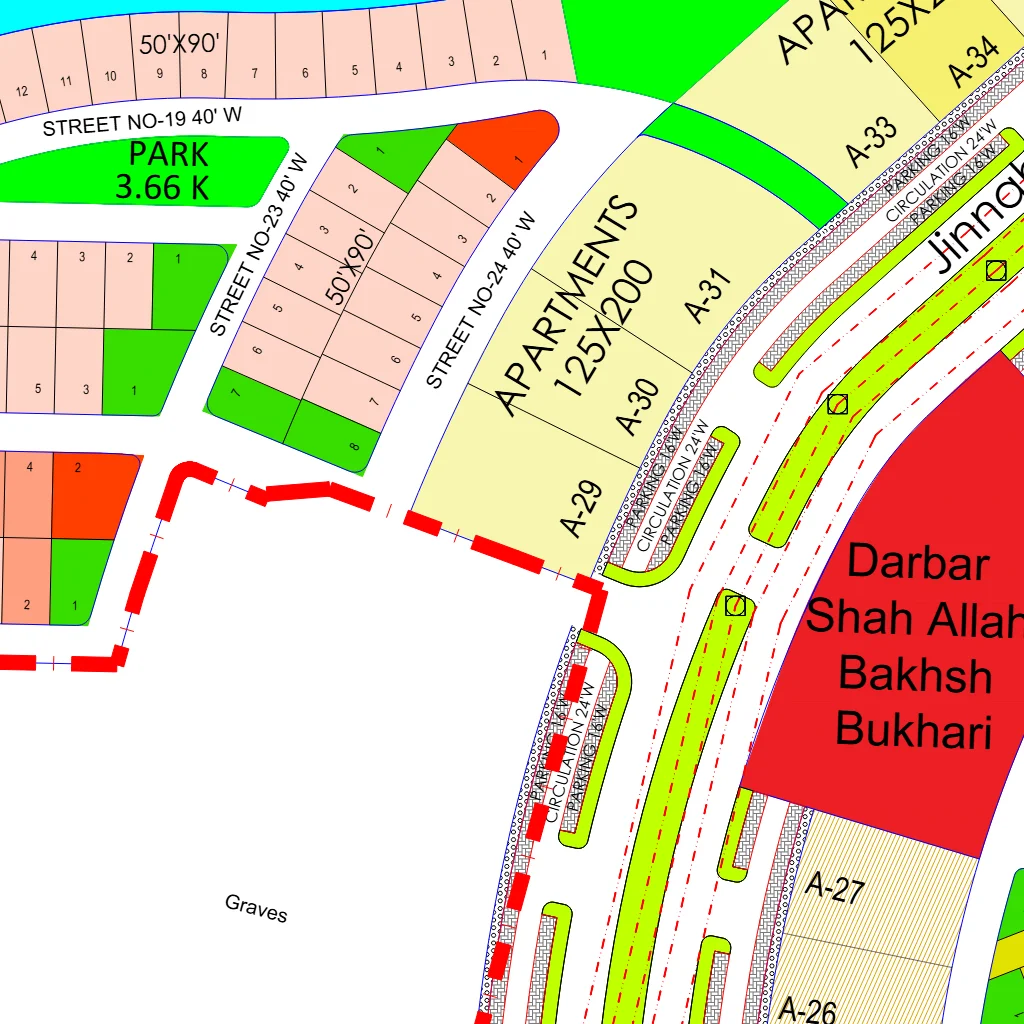 50'X90'
12
11
10
9
8
7
6
5
4
3
2
1
STREET NO-19 40' W
PARK
3.66 K
STREET NO-23 40' W
1
2
3
4
5
6
7
50'X90'
1
2
3
4
5
6
7
8
STREET NO-24 40' W
4
3
2
1
5
3
1
4
2
2
1
APARTMENTS
125X200
A-31
A-30
A-29
A-33
A-34
PARKING 16'W
CIRCULATION 24'W
PARKING 16'W
PARKING 16'W
CIRCULATION 24'W
PARKING 16'W
PARKING 16'W
CIRCULATION 24'W
PARKING 16'W
Jinnah
Darbar
Shah Allah
Bakhsh
Bukhari
A-27
A-26
Graves